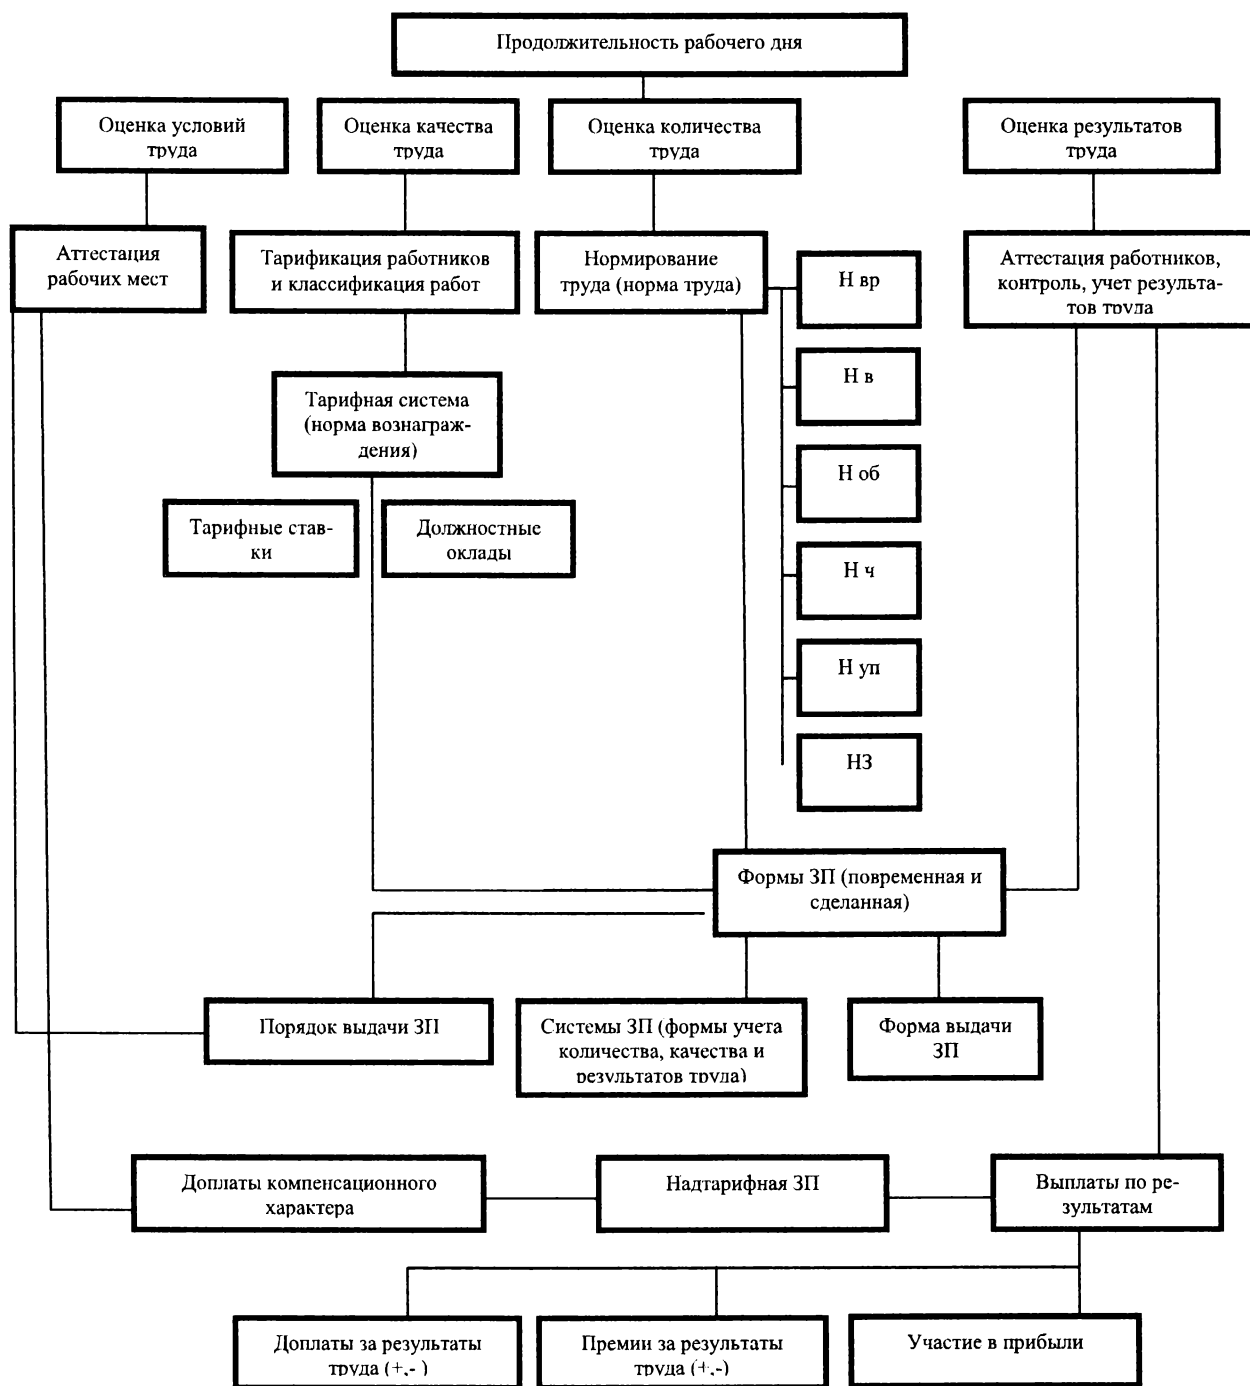 Продолжительность рабочего дня
Оценка условий
труда
Оценка качества
труда
Оценка количества
труда
Оценка результатов
труда
Аттестация
рабочих мест
Тарификация работников
и классификация работ
Нормирование
труда (норма труда)
Н вр
Аттестация работников,
контроль, учет результа-
тов труда
Н в
Тарифная система
(норма вознаграж-
дения)
Н об
Тарифные став-
ки
Должностные
оклады
Н ч
Н уп
НЗ
Формы ЗП (повременная и
сделанная)
Порядок выдачи ЗП
Системы ЗП (формы учета
количества, качества и
результатов труда)
Форма выдачи
ЗП
Доплаты компенсационного
характера
Надтарифная ЗП
Выплаты по ре-
зультатам
Доплаты за результаты
труда (+,- )
Премии за результаты
труда (+,-)
Участие в прибыли